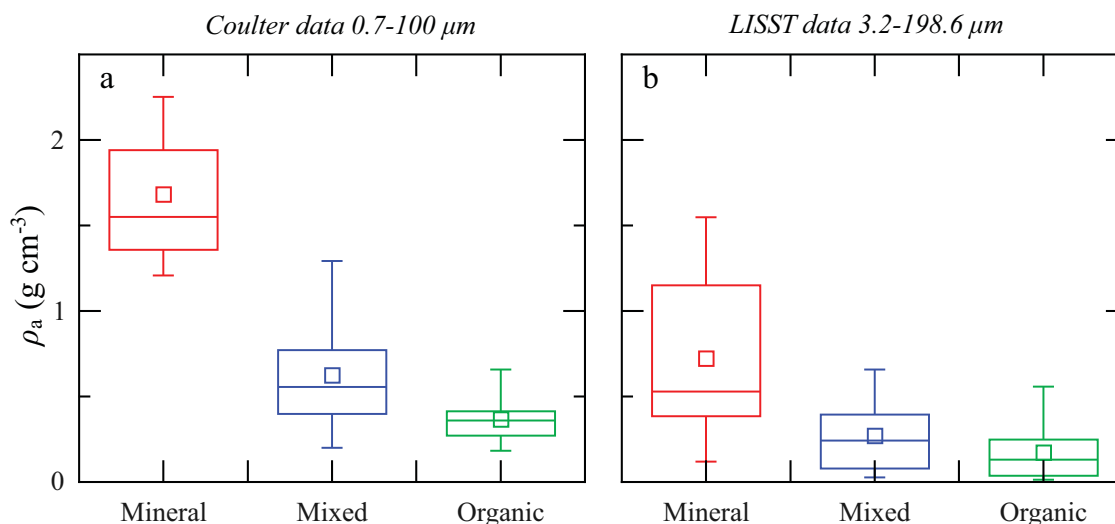 Coulter data 0.7-100 μm
LISST data 3.2-198.6 μm
a
b
2
1
0
ρa (g cm-3)
Mineral
Mixed
Organic
Mineral
Mixed
Organic